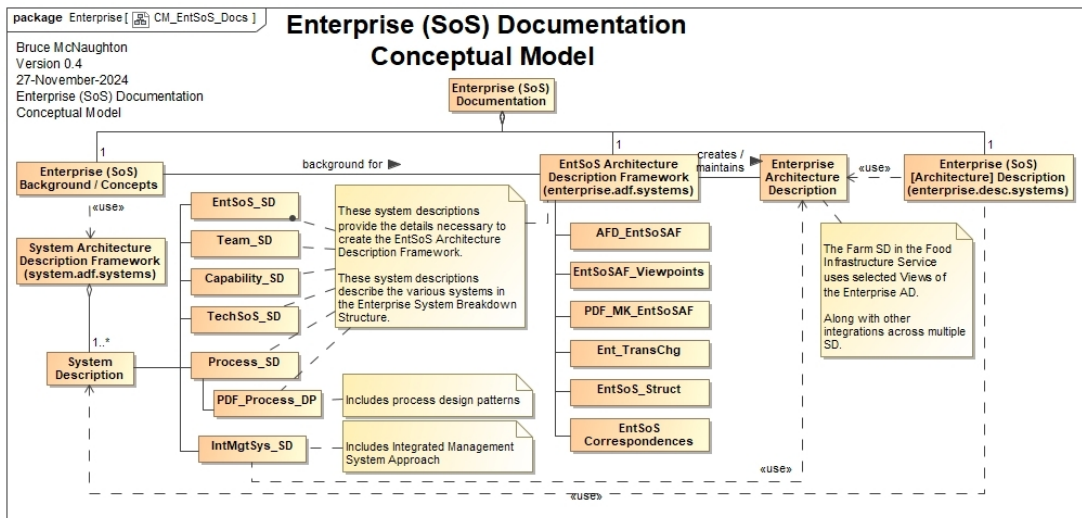 package Enterprise [ CM_EntSoS_Docs ]
Enterprise (SoS) Documentation
Conceptual Model
Bruce McNaughton
Version 0.4
27-November-2024
Enterprise (SoS) Documentation
Conceptual Model
Enterprise (SoS)
Documentation
1
1
1
Enterprise (SoS)
Background / Concepts
background for
EntSoS Architecture
Description Framework
(enterprise.adf.systems)
creates /
maintains
Enterprise
Architecture
Description
«use»
Enterprise (SoS)
[Architecture] Description
(enterprise.desc.systems)
«use»
System Architecture
Description Framework
(system.adf.systems)
1..*
System
Description
EntSoS_SD
Team_SD
Capability_SD
TechSoS_SD
Process_SD
PDF_Process_DP
IntMgtSys_SD
These system descriptions
provide the details necessary to
create the EntSoS Architecture
Description Framework.
These system descriptions
describe the various systems in
the Enterprise System Breakdown
Structure.
Includes process design patterns
Includes Integrated Management
System Approach
AFD_EntSoSAF
EntSoSAF_Viewpoints
PDF_MK_EntSoSAF
Ent_TransChg
EntSoS_Struct
EntSoS
Correspondences
The Farm SD in the Food
Infrastructure Service
uses selected Views of
the Enterprise AD.
Along with other
integrations across multiple
SD.
«use»
«use»